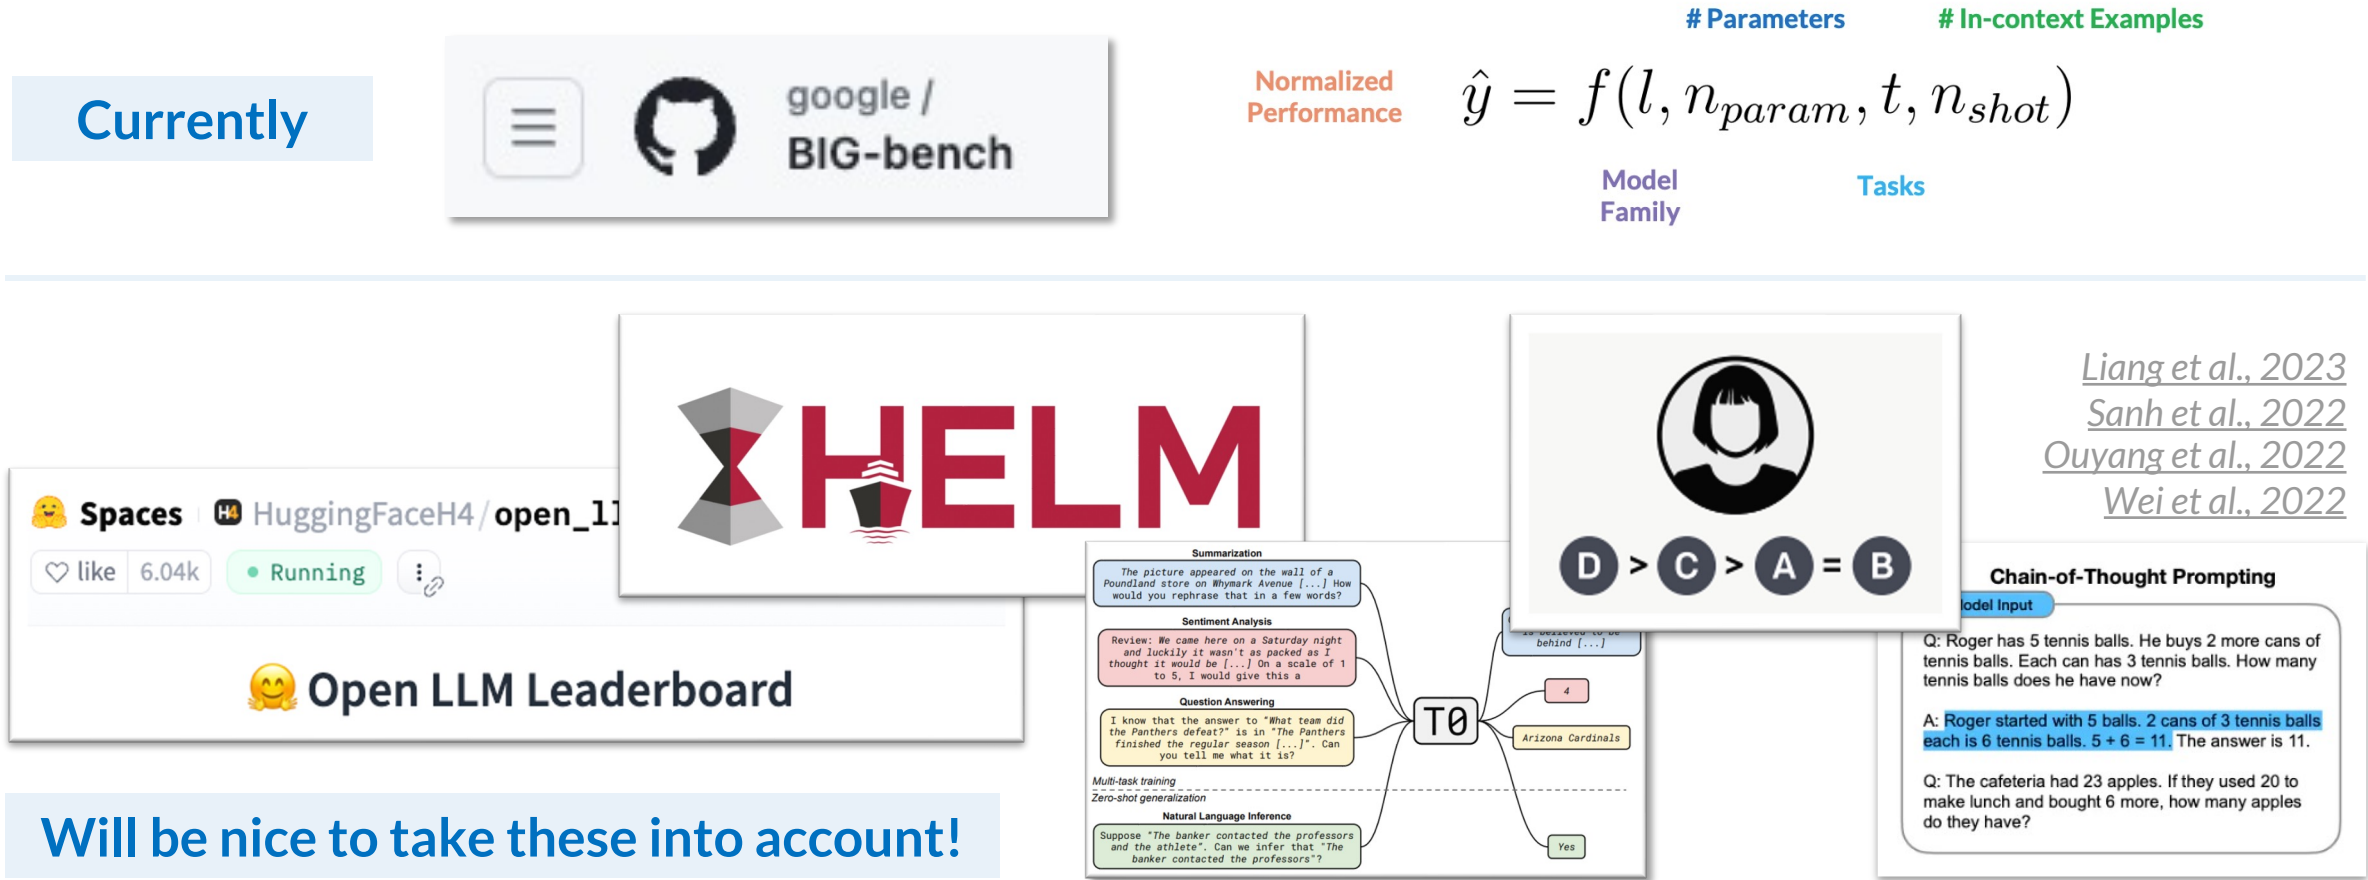 Currently
google /
BIG-bench
# Parameters
# In-context Examples
Normalized
Performance
ŷ = f(l, n_param, t, n_shot)
Model
Family
Tasks
Spaces HuggingFaceH4/open_ll
like 6.04k Running
Open LLM Leaderboard
HELM
Summarization
The picture appeared on the wall of a
Poundland store on Whymark Avenue [...] How
would you rephrase that in a few words?
Sentiment Analysis
Review: We came here on a Saturday night
and luckily it wasn't as packed as I
thought it would be [...] On a scale of 1
to 5, I would give this a
Question Answering
I know that the answer to "What team did
the Panthers defeat?" is in "The Panthers
finished the regular season [...]". Can
you tell me what it is?
Multi-task training
Zero-shot generalization
Natural Language Inference
Suppose "The banker contacted the professors
and the athlete". Can we infer that "The
banker contacted the professors"?
T0
is believed to be
behind [...]
4
Arizona Cardinals
Yes
D > C > A = B
Liang et al., 2023
Sanh et al., 2022
Ouyang et al., 2022
Wei et al., 2022
Chain-of-Thought Prompting
odel Input
Q: Roger has 5 tennis balls. He buys 2 more cans of
tennis balls. Each can has 3 tennis balls. How many
tennis balls does he have now?
A: Roger started with 5 balls. 2 cans of 3 tennis balls
each is 6 tennis balls. 5 + 6 = 11. The answer is 11.
Q: The cafeteria had 23 apples. If they used 20 to
make lunch and bought 6 more, how many apples
do they have?
Will be nice to take these into account!